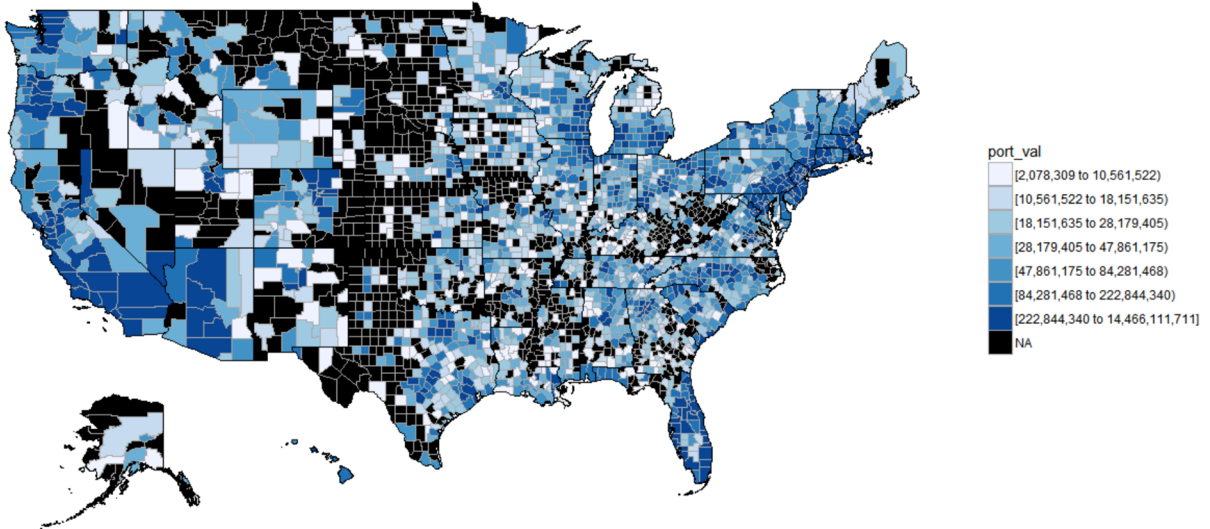 port_val
[2,078,309 to 10,561,522)
[10,561,522 to 18,151,635)
[18,151,635 to 28,179,405)
[28,179,405 to 47,861,175)
[47,861,175 to 84,281,468)
[84,281,468 to 222,844,340)
[222,844,340 to 14,466,111,711]
NA